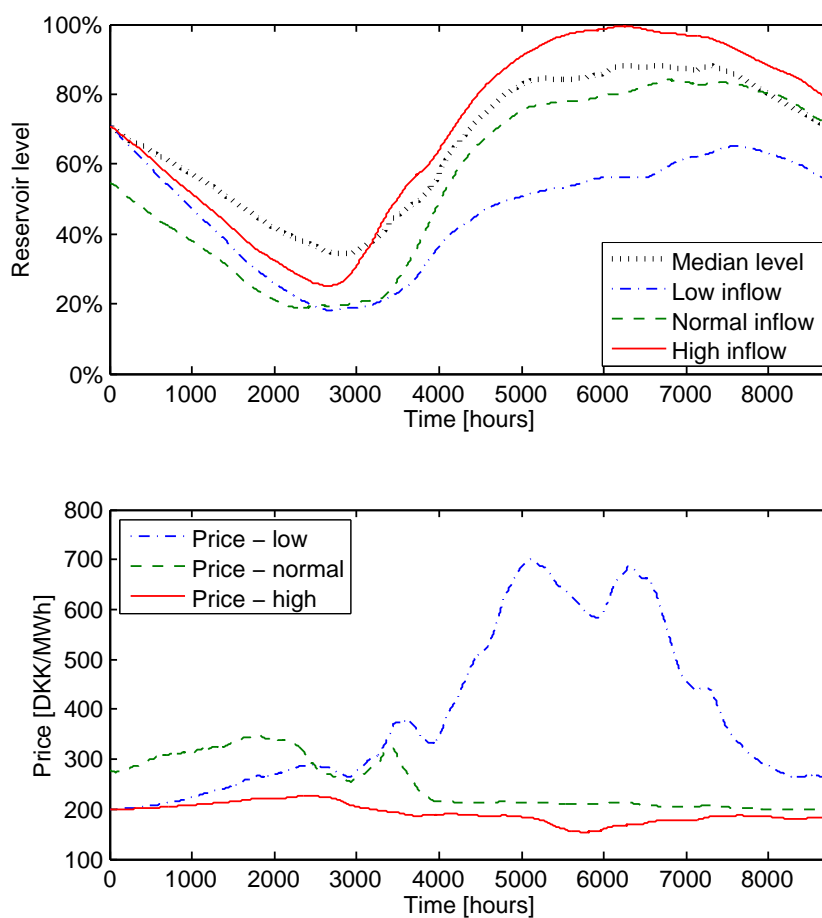 100%
80%
60%
40%
20%
0%
Reservoir level
Median level
Low inflow
Normal inflow
High inflow
0 1000 2000 3000 4000 5000 6000 7000 8000
Time [hours]
800
700
600
500
400
300
200
100
Price [DKK/MWh]
Price − low
Price − normal
Price − high
0 1000 2000 3000 4000 5000 6000 7000 8000
Time [hours]